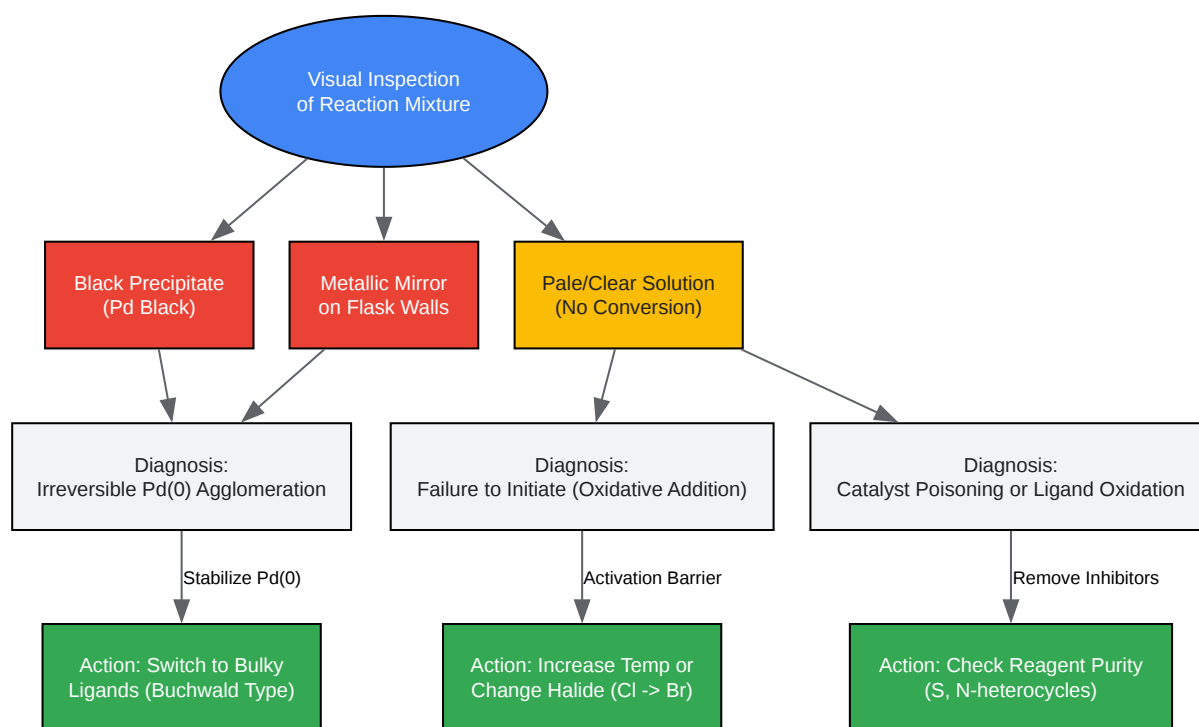 Visual Inspection
of Reaction Mixture
Black Precipitate
(Pd Black)
Metallic Mirror
on Flask Walls
Pale/Clear Solution
(No Conversion)
Diagnosis:
Irreversible Pd(0) Agglomeration
Diagnosis:
Failure to Initiate (Oxidative Addition)
Diagnosis:
Catalyst Poisoning or Ligand Oxidation
Stabilize Pd(0)
Activation Barrier
Remove Inhibitors
Action: Switch to Bulky
Ligands (Buchwald Type)
Action: Increase Temp or
Change Halide (Cl -> Br)
Action: Check Reagent Purity
(S, N-heterocycles)